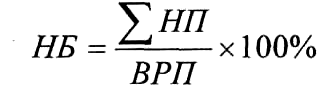 НБ = ∑НП / ВРП × 100%